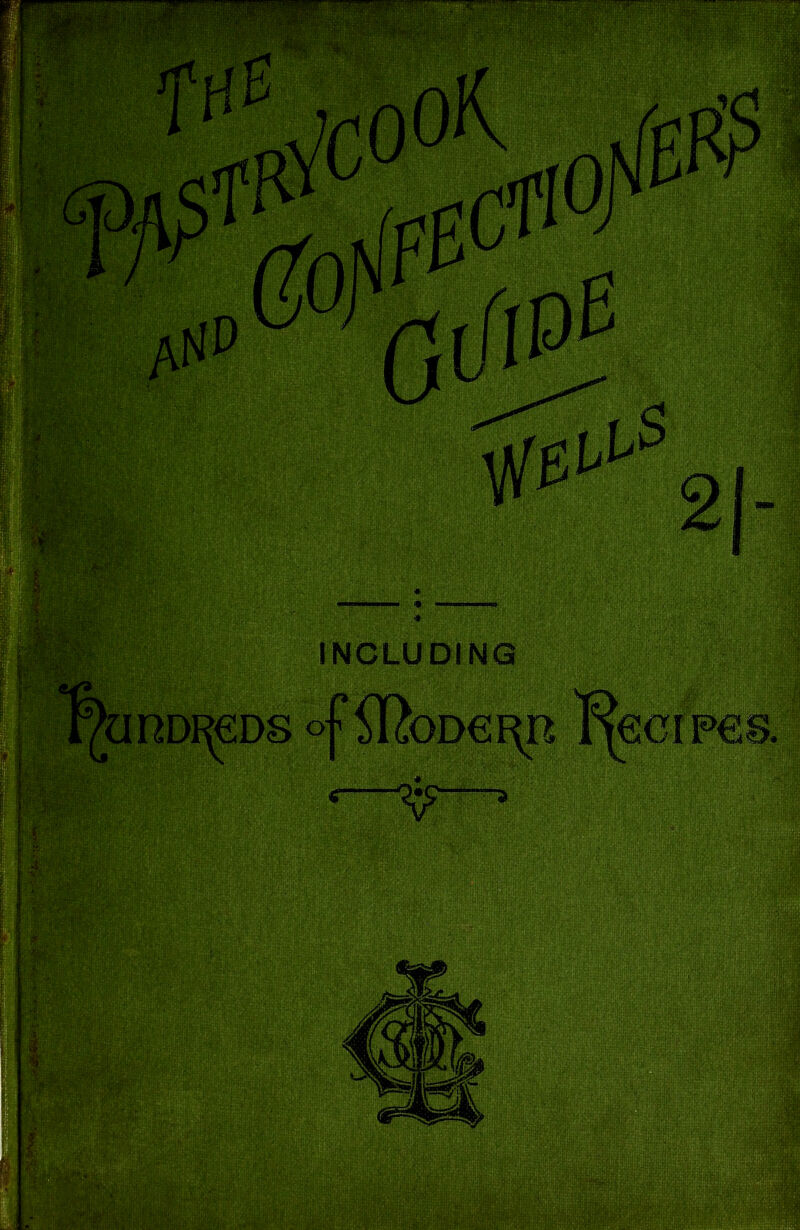 THE
PASTRYCOOK
AND CONFECTIONER'S
GUIDE
WELLS
2/-
INCLUDING
HUNDREDS of MODERN RECIPES.